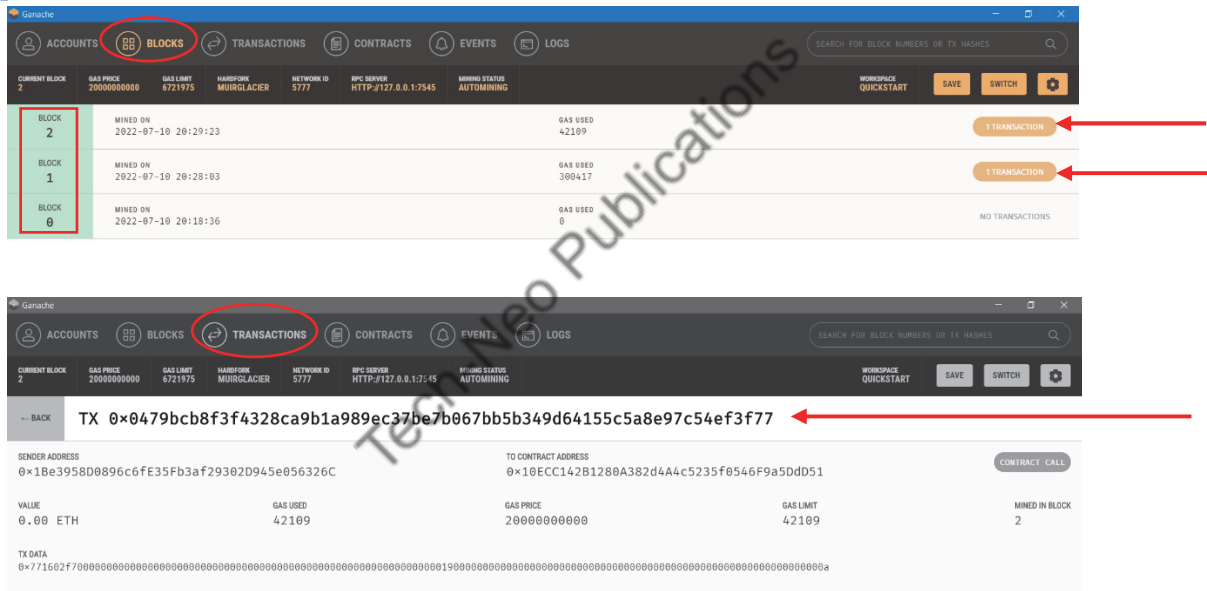 Ganache
ACCOUNTS BLOCKS TRANSACTIONS CONTRACTS EVENTS LOGS SEARCH FOR BLOCK NUMBERS OR TX HASHES
CURRENT BLOCK GAS PRICE GAS LIMIT HARDFORK NETWORK ID RPC SERVER MINING STATUS WORKSPACE
2 20000000000 6721975 MUIRGLACIER 5777 HTTP://127.0.0.1:7545 AUTOMINING QUICKSTART SAVE SWITCH
BLOCK MINED ON GAS USED
2 2022-07-10 20:29:23 42109 1 TRANSACTION
BLOCK MINED ON GAS USED
1 2022-07-10 20:28:03 300417 1 TRANSACTION
BLOCK MINED ON GAS USED
0 2022-07-10 20:18:36 0 NO TRANSACTIONS
Tech-Neo Publications
Ganache
ACCOUNTS BLOCKS TRANSACTIONS CONTRACTS EVENTS LOGS SEARCH FOR BLOCK NUMBERS OR TX HASHES
CURRENT BLOCK GAS PRICE GAS LIMIT HARDFORK NETWORK ID RPC SERVER MINING STATUS WORKSPACE
2 20000000000 6721975 MUIRGLACIER 5777 HTTP://127.0.0.1:7545 AUTOMINING QUICKSTART SAVE SWITCH
← BACK TX 0×0479bcb8f3f4328ca9b1a989ec37be7b067bb5b349d64155c5a8e97c54ef3f77
SENDER ADDRESS TO CONTRACT ADDRESS
0×1Be3958D0896c6fE35Fb3af29302D945e056326C 0×10ECC142B1280A382d4A4c5235f0546F9a5DdD51 CONTRACT CALL
VALUE GAS USED GAS PRICE GAS LIMIT MINED IN BLOCK
0.00 ETH 42109 20000000000 42109 2
TX DATA
0×771602f70000000000000000000000000000000000000000000000000000000000000019000000000000000000000000000000000000000000000000000000000000000a